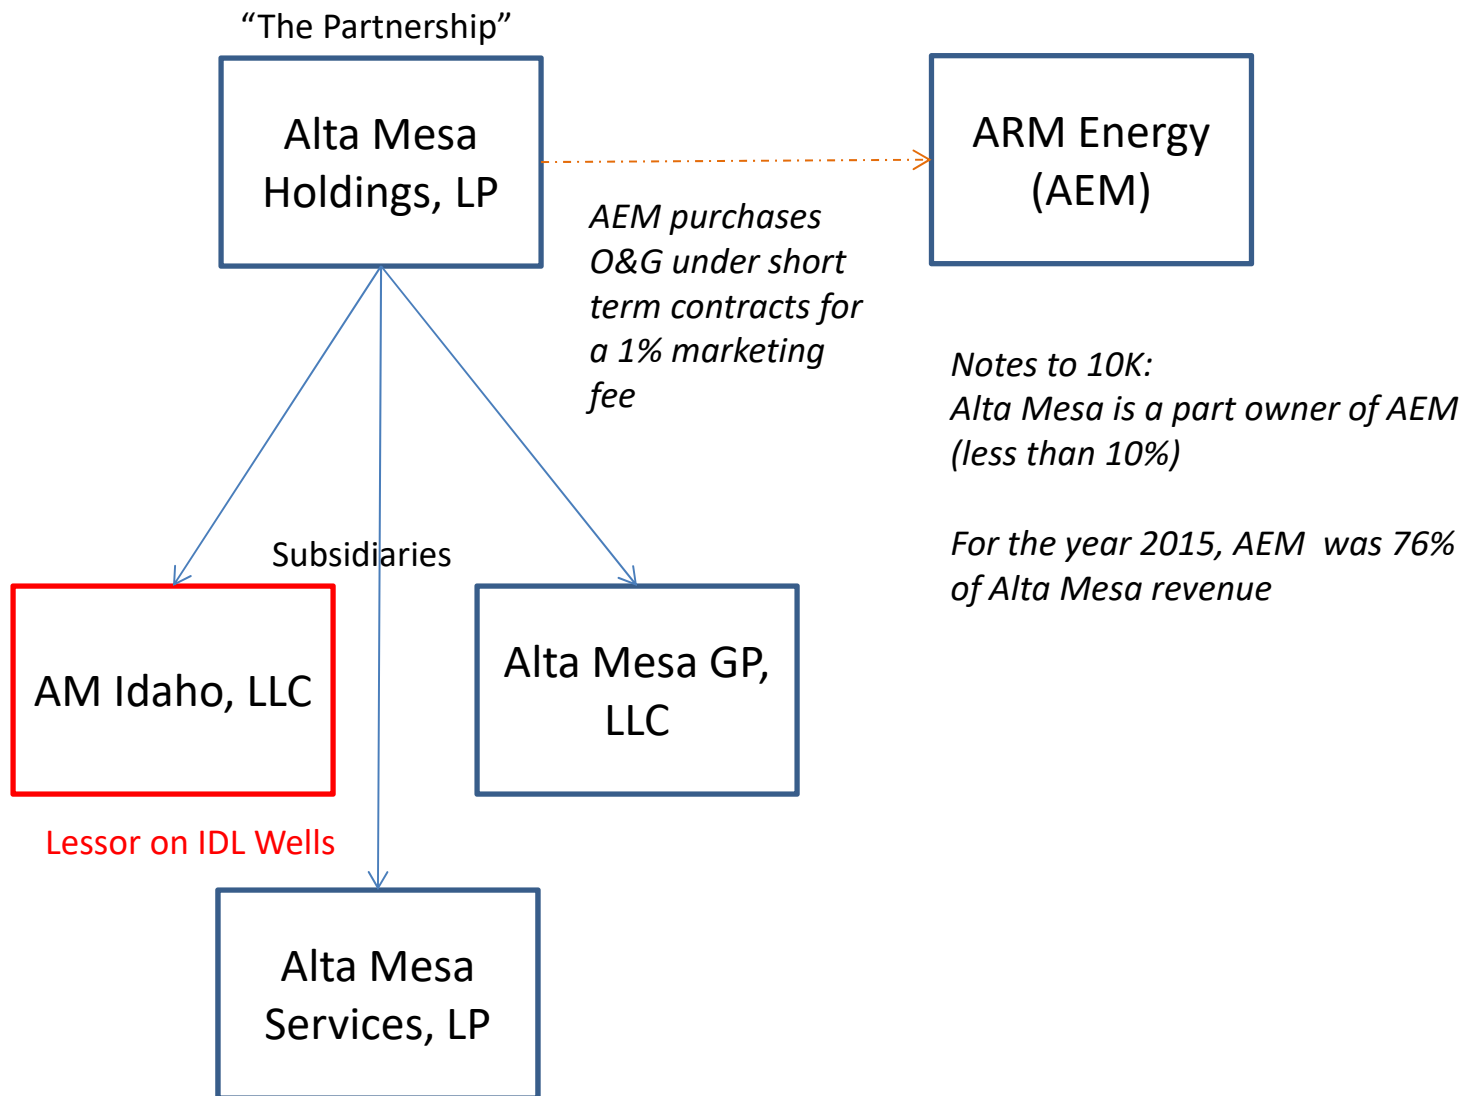 “The Partnership”
Alta Mesa
Holdings, LP
ARM Energy
(AEM)
AEM purchases
O&G under short
term contracts for
a 1% marketing
fee
Notes to 10K:
Alta Mesa is a part owner of AEM
(less than 10%)
For the year 2015, AEM  was 76%
of Alta Mesa revenue
Subsidiaries
AM Idaho, LLC
Alta Mesa GP,
LLC
Lessor on IDL Wells
Alta Mesa
Services, LP